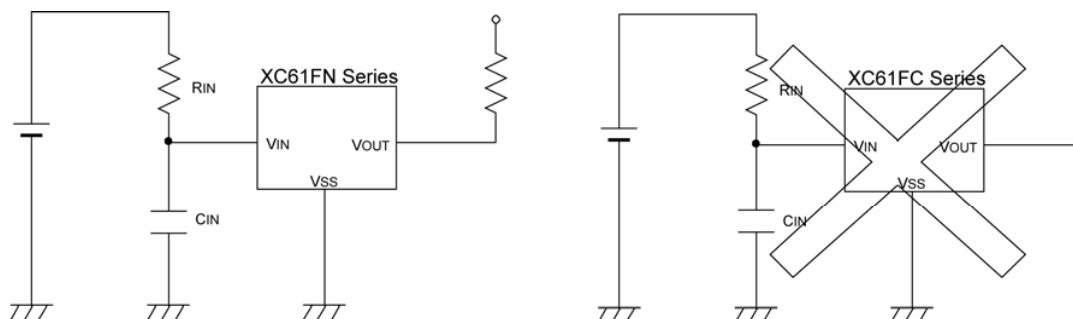 XC61FN Series
RIN
VIN
VOUT
VSS
CIN
XC61FC Series
RIN
VIN
VOUT
VSS
CIN